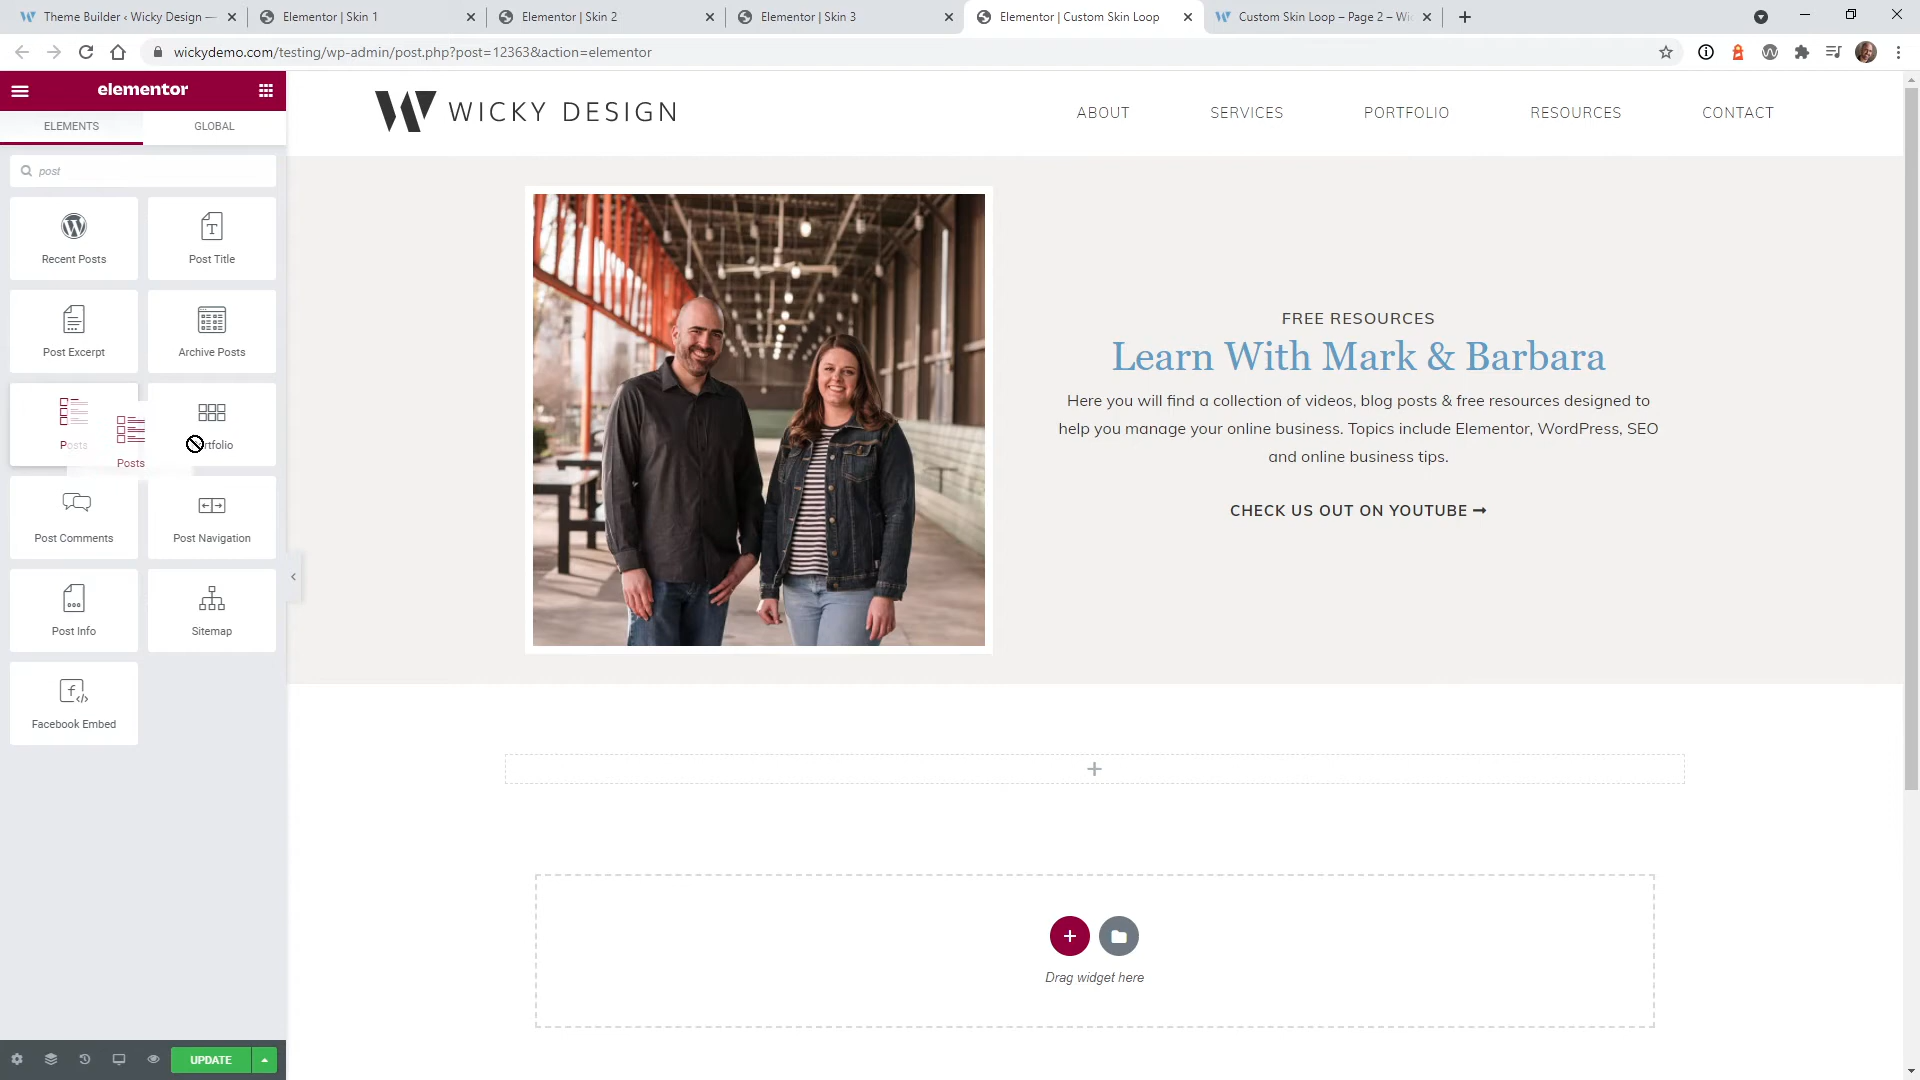 Theme Builder ‹ Wicky Design —
Elementor | Skin 1
Elementor | Skin 2
Elementor | Skin 3
Elementor | Custom Skin Loop
Custom Skin Loop – Page 2 – Wi
wickydemo.com/testing/wp-admin/post.php?post=12363&action=elementor
elementor
ELEMENTS
GLOBAL
post
Recent Posts
Post Title
Post Excerpt
Archive Posts
Posts
Posts
Post Comments
Post Navigation
Post Info
Sitemap
Facebook Embed
UPDATE
WICKY DESIGN
ABOUT
SERVICES
PORTFOLIO
RESOURCES
CONTACT
FREE RESOURCES
Learn With Mark & Barbara
Here you will find a collection of videos, blog posts & free resources designed to
help you manage your online business. Topics include Elementor, WordPress, SEO
and online business tips.
CHECK US OUT ON YOUTUBE ➞
Drag widget here